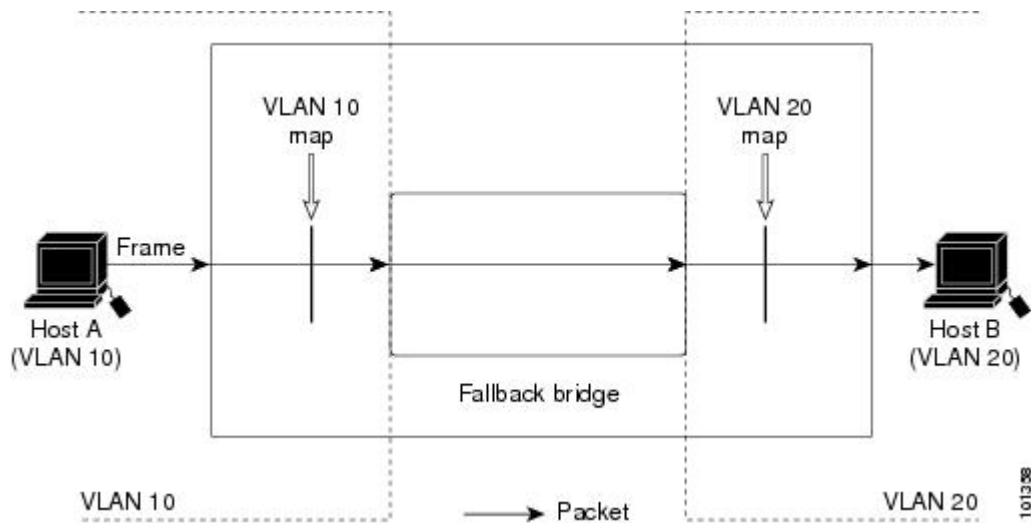 VLAN 10
map
VLAN 20
map
Frame
Host A
(VLAN 10)
Host B
(VLAN 20)
Fallback bridge
VLAN 10
Packet
VLAN 20
101358